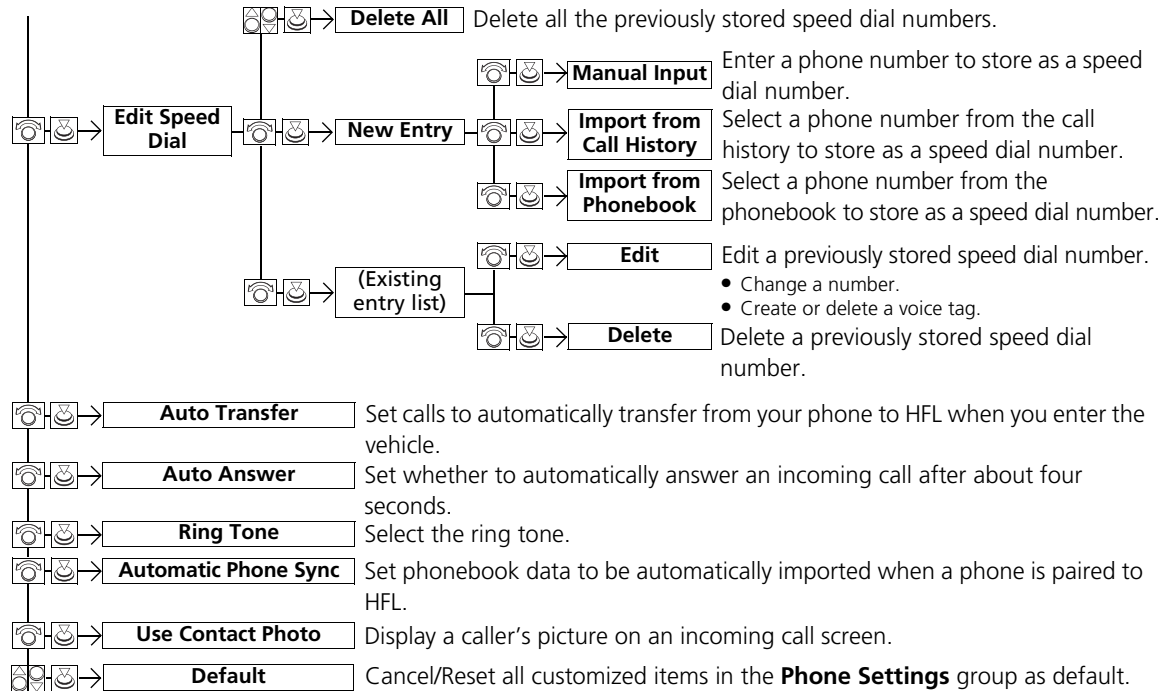 Delete All
Delete all the previously stored speed dial numbers.
Manual Input
Enter a phone number to store as a speed
dial number.
Edit Speed
Dial
New Entry
Import from
Call History
Select a phone number from the call
history to store as a speed dial number.
Import from
Phonebook
Select a phone number from the
phonebook to store as a speed dial number.
(Existing
entry list)
Edit
Edit a previously stored speed dial number.
• Change a number.
• Create or delete a voice tag.
Delete
Delete a previously stored speed dial
number.
Auto Transfer
Set calls to automatically transfer from your phone to HFL when you enter the
vehicle.
Auto Answer
Set whether to automatically answer an incoming call after about four
seconds.
Ring Tone
Select the ring tone.
Automatic Phone Sync
Set phonebook data to be automatically imported when a phone is paired to
HFL.
Use Contact Photo
Display a caller’s picture on an incoming call screen.
Default
Cancel/Reset all customized items in the Phone Settings group as default.